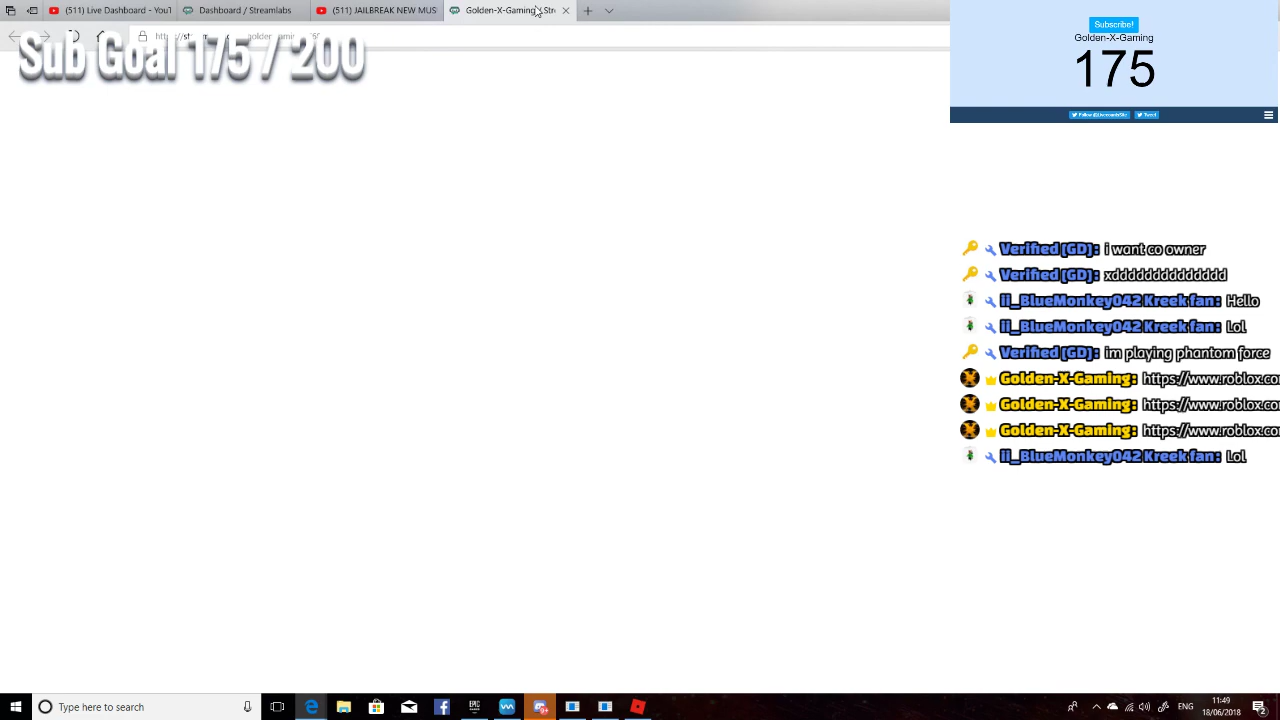 (511) Live Dashboard - YouT
Dashboard / Streamlabs
(511) JAILBREAK NEW MUS
Golden-X-Gaming
Sub Goal 175 / 200
Subscribe!
Golden-X-Gaming
175
Tweet
Verified [GD]: i want co owner
Verified [GD]: xdddddddddddddd
ii_BlueMonkey042 Kreek fan: Hello
ii_BlueMonkey042 Kreek fan: Lol
Verified [GD]: im playing phantom force
Golden-X-Gaming: https://www.roblox.co
Golden-X-Gaming: https://www.roblox.co
Golden-X-Gaming: https://www.roblox.co
ii_BlueMonkey042 Kreek fan: Lol
Type here to search
EPIC
ENG
11:49
18/06/2018
2